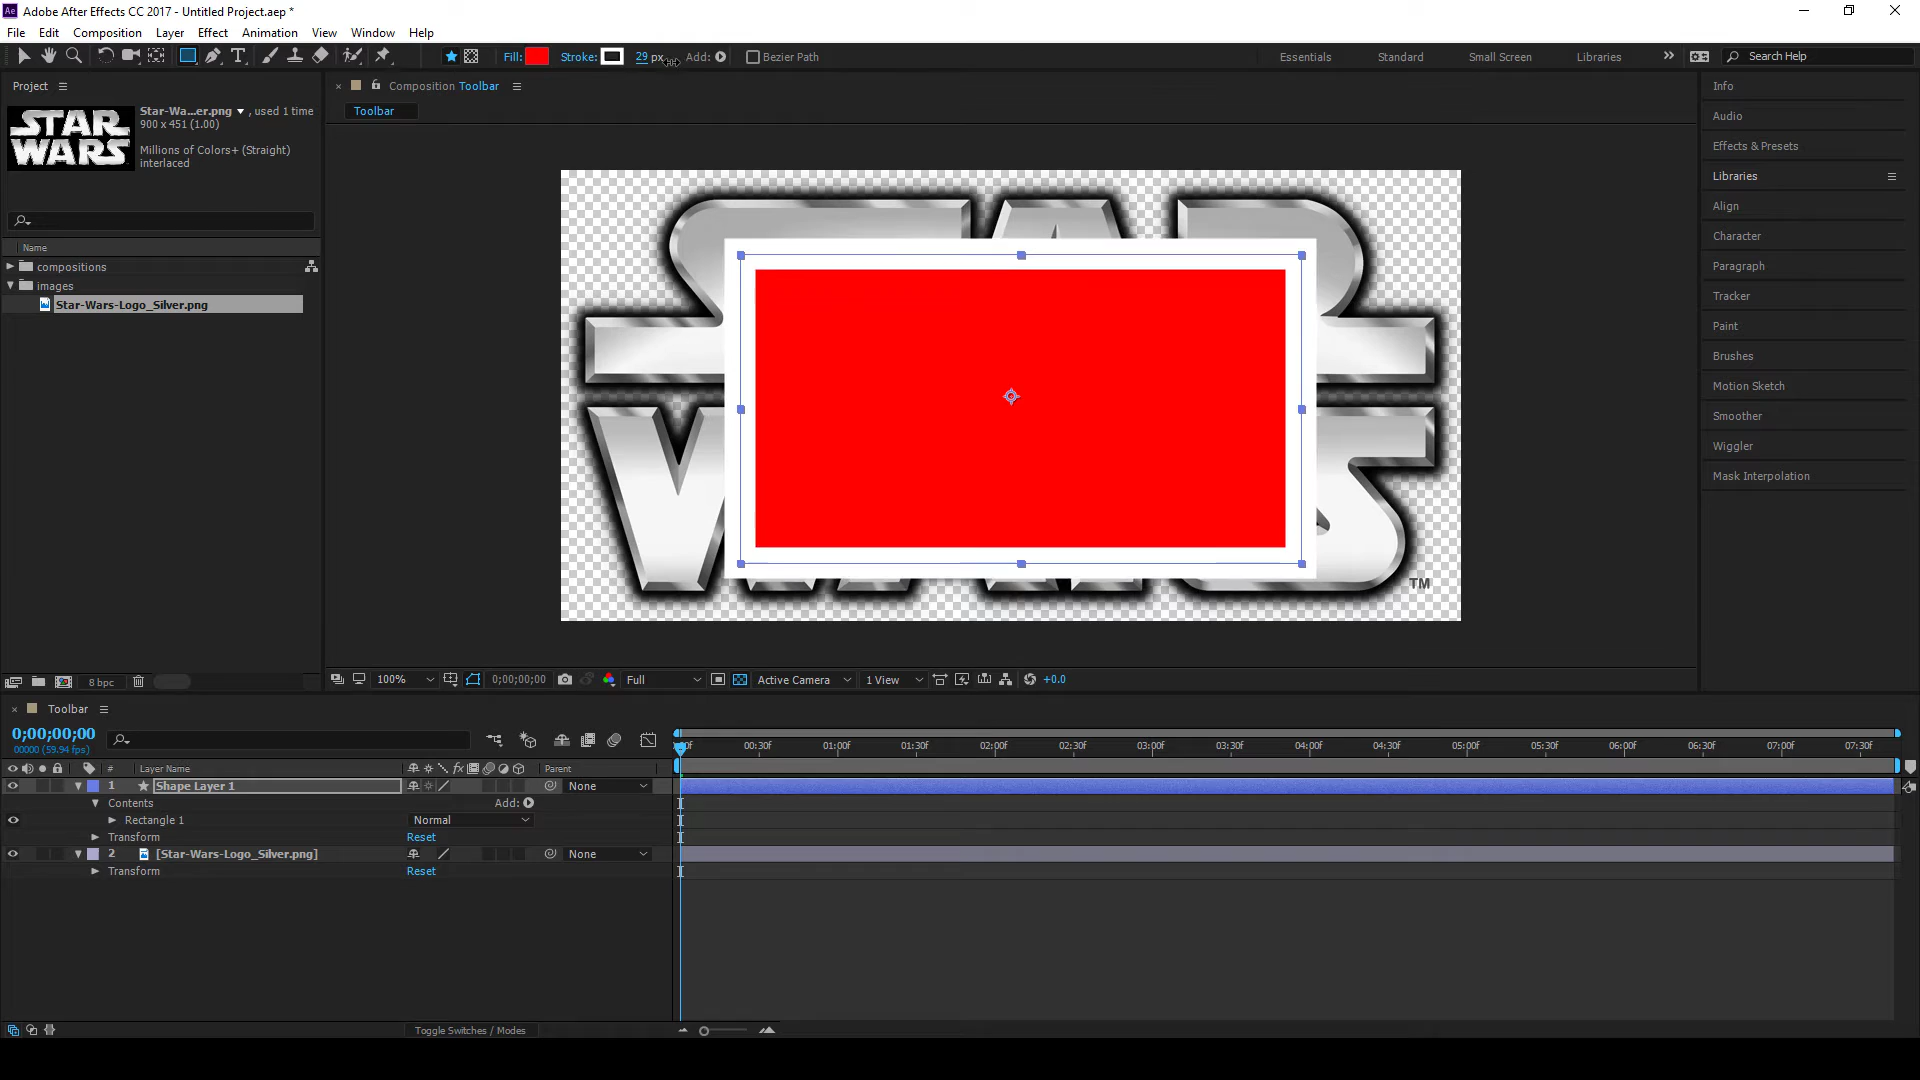 Ae Adobe After Effects CC 2017 - Untitled Project.aep *
File Edit Composition Layer Effect Animation View Window Help
Fill: Stroke: 29 px Add: Bezier Path Essentials Standard Small Screen Libraries Search Help
Project
Composition Toolbar
Toolbar
STAR WARS
Star-Wa...er.png ▼ , used 1 time
900 x 451 (1.00)
Millions of Colors+ (Straight)
interlaced
Name
compositions
images
Star-Wars-Logo_Silver.png
TM
Info
Audio
Effects & Presets
Libraries
Align
Character
Paragraph
Tracker
Paint
Brushes
Motion Sketch
Smoother
Wiggler
Mask Interpolation
8 bpc
100% 0;00;00;00 Full Active Camera 1 View +0.0
Toolbar
0;00;00;00
00000 (59.94 fps)
00:30f 01:00f 01:30f 02:00f 02:30f 03:00f 03:30f 04:00f 04:30f 05:00f 05:30f 06:00f 06:30f 07:00f 07:30f
# Layer Name fx Parent
1 Shape Layer 1 None
Contents Add:
Rectangle 1 Normal
Transform Reset
2 [Star-Wars-Logo_Silver.png] None
Transform Reset
Toggle Switches / Modes